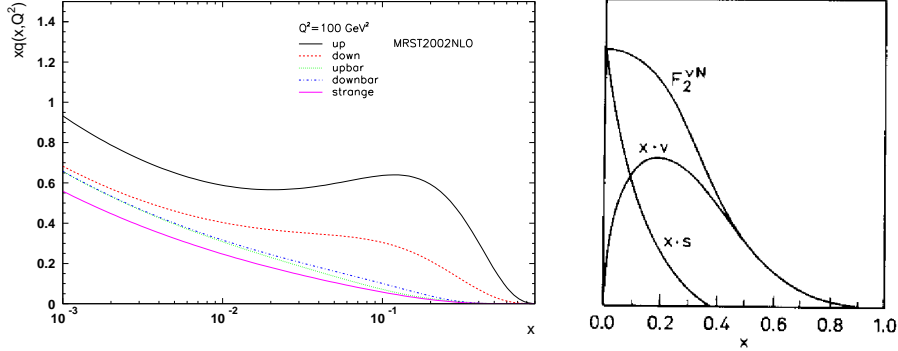 xq(x,Q²)
1.4
1.2
1
0.8
0.6
0.4
0.2
0
Q²=100 GeV²
up
down
upbar
downbar
strange
MRST2002NLO
10⁻³
10⁻²
10⁻¹
x
F₂^νN
x·v
x·s
0.0 0.2 0.4 0.6 0.8 1.0
x